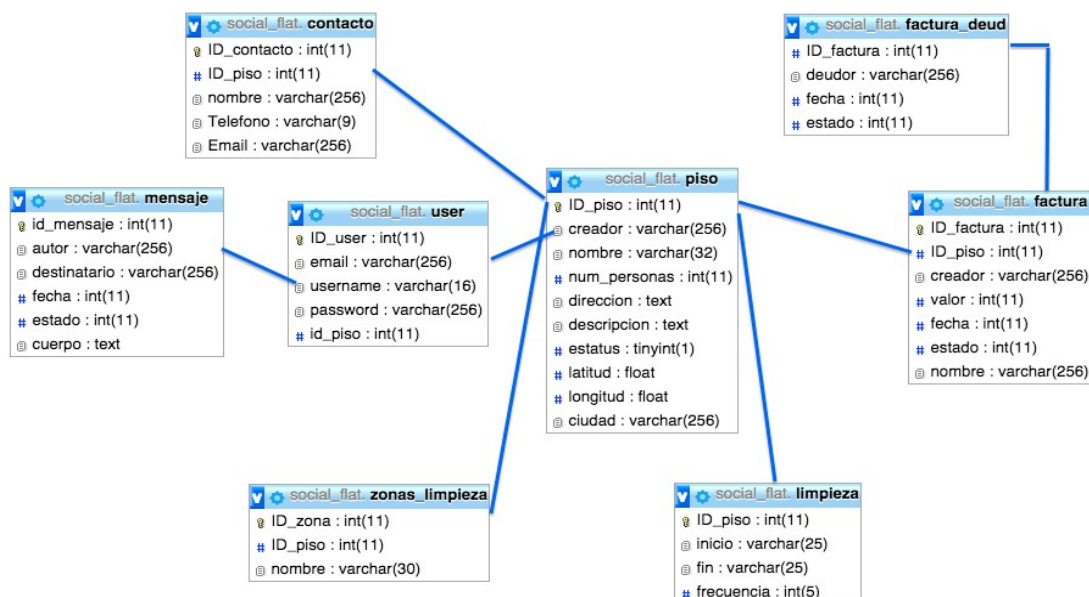 social_flat. contacto
ID_contacto : int(11)
ID_piso : int(11)
nombre : varchar(256)
Telefono : varchar(9)
Email : varchar(256)
social_flat. factura_deud
ID_factura : int(11)
deudor : varchar(256)
fecha : int(11)
estado : int(11)
social_flat. mensaje
id_mensaje : int(11)
autor : varchar(256)
destinatario : varchar(256)
fecha : int(11)
estado : int(11)
cuerpo : text
social_flat. user
ID_user : int(11)
email : varchar(256)
username : varchar(16)
password : varchar(256)
id_piso : int(11)
social_flat. piso
ID_piso : int(11)
creador : varchar(256)
nombre : varchar(32)
num_personas : int(11)
direccion : text
descripcion : text
estatus : tinyint(1)
latitud : float
longitud : float
ciudad : varchar(256)
social_flat. factura
ID_factura : int(11)
ID_piso : int(11)
creador : varchar(256)
valor : int(11)
fecha : int(11)
estado : int(11)
nombre : varchar(256)
social_flat. zonas_limpieza
ID_zona : int(11)
ID_piso : int(11)
nombre : varchar(30)
social_flat. limpieza
ID_piso : int(11)
inicio : varchar(25)
fin : varchar(25)
frecuencia : int(5)